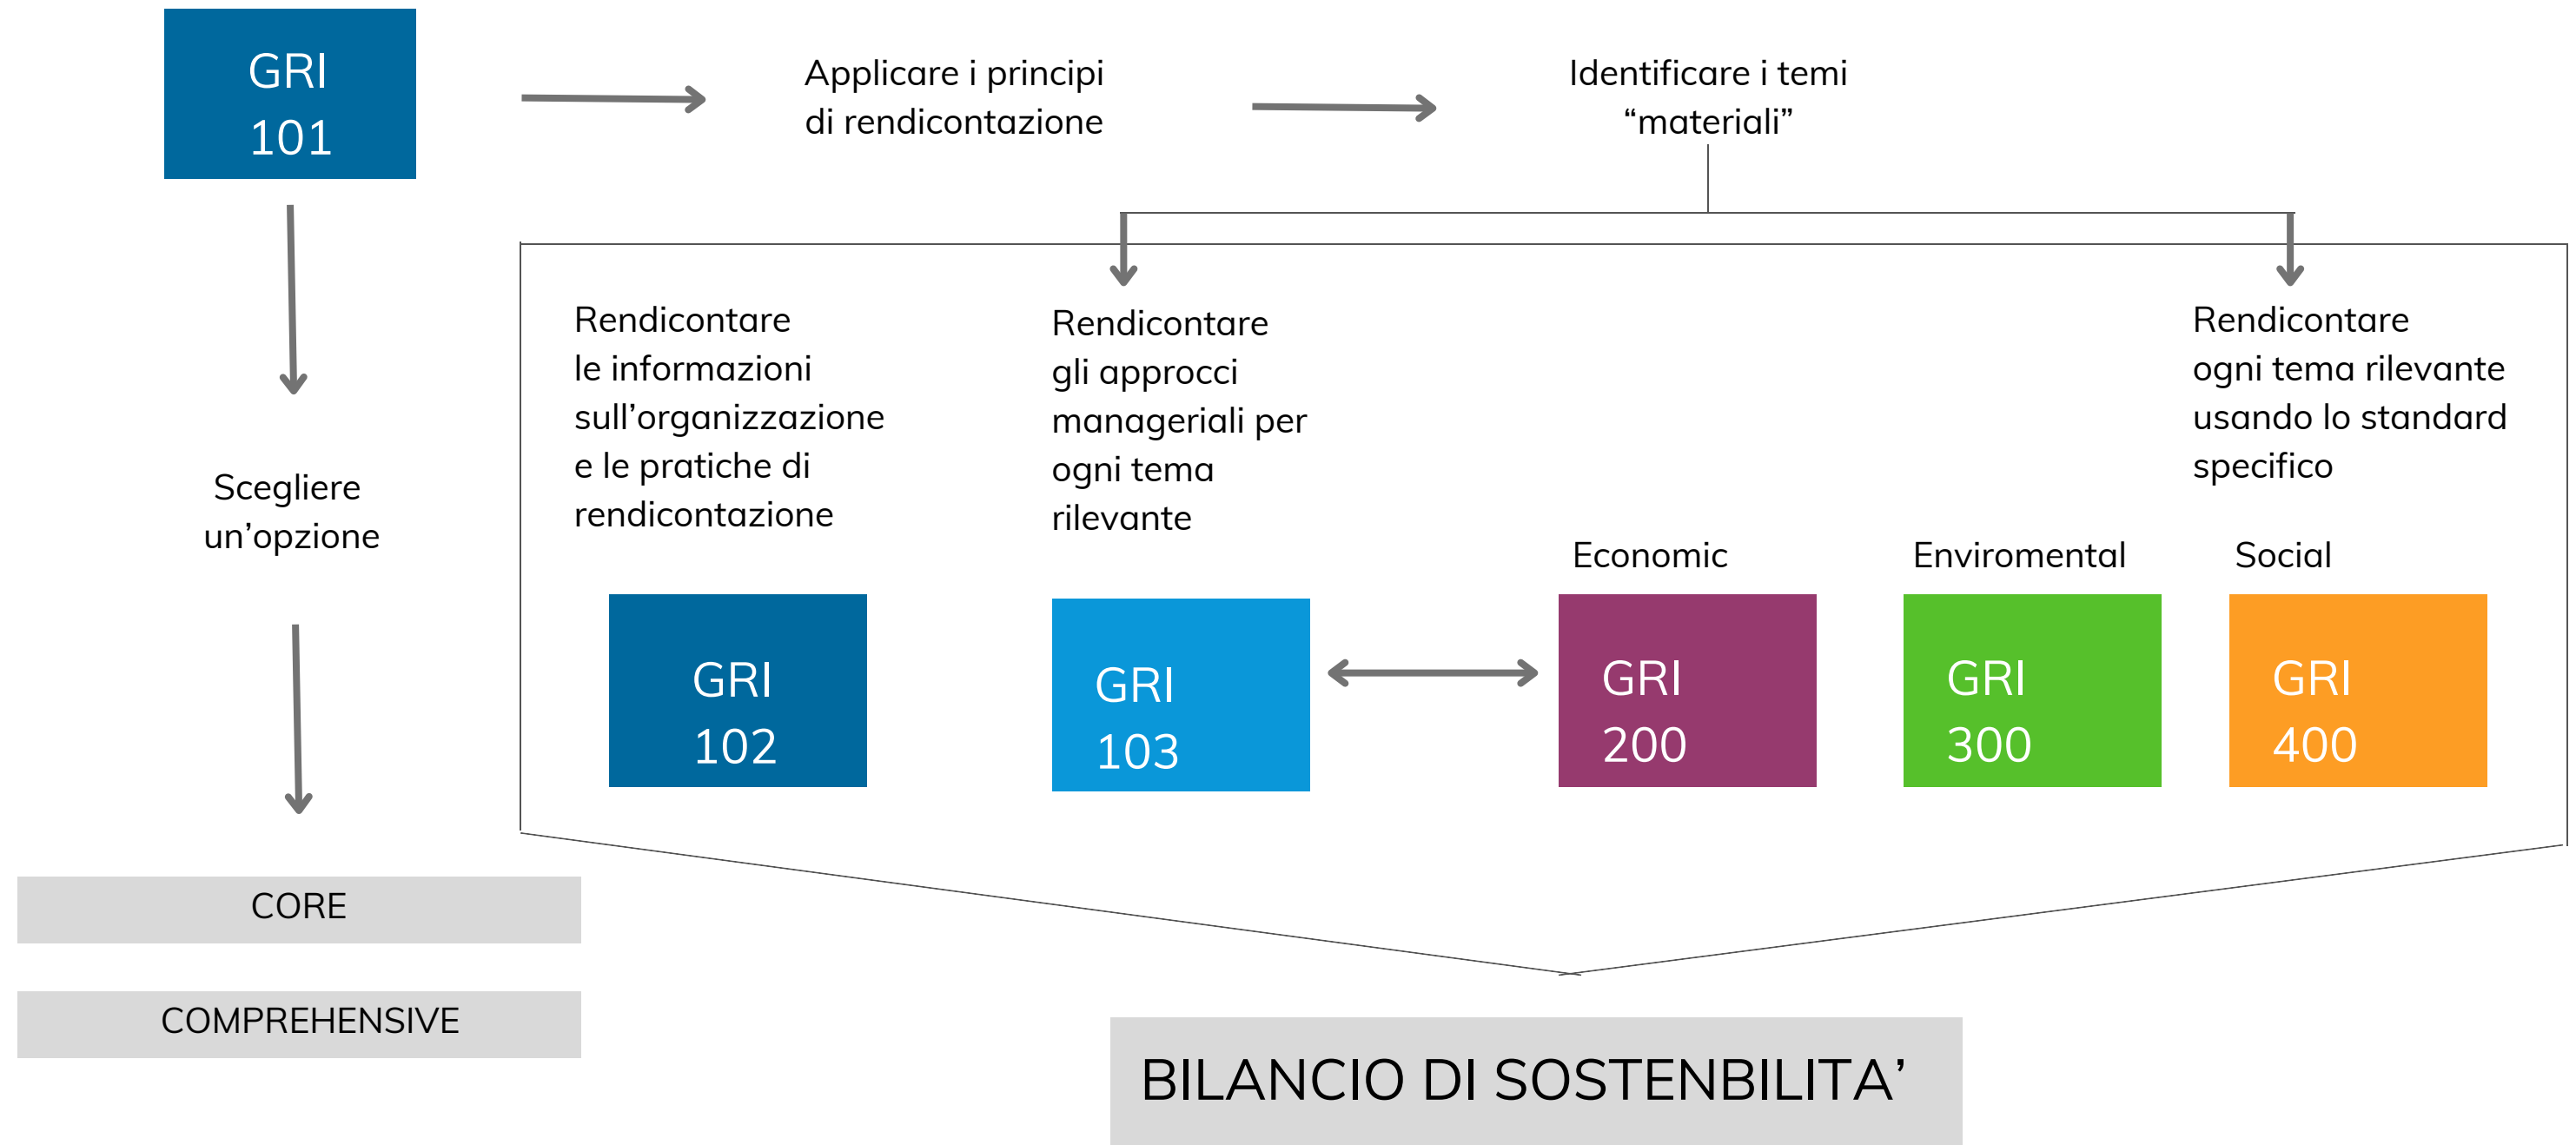 GRI
101
Applicare i principi
di rendicontazione
Identificare i temi
“materiali”
Scegliere
un’opzione
CORE
COMPREHENSIVE
Rendicontare
le informazioni
sull’organizzazione
e le pratiche di
rendicontazione
GRI
102
Rendicontare
gli approcci
manageriali per
ogni tema
rilevante
GRI
103
Rendicontare
ogni tema rilevante
usando lo standard
specifico
Economic
GRI
200
Enviromental
GRI
300
Social
GRI
400
BILANCIO DI SOSTENBILITA’